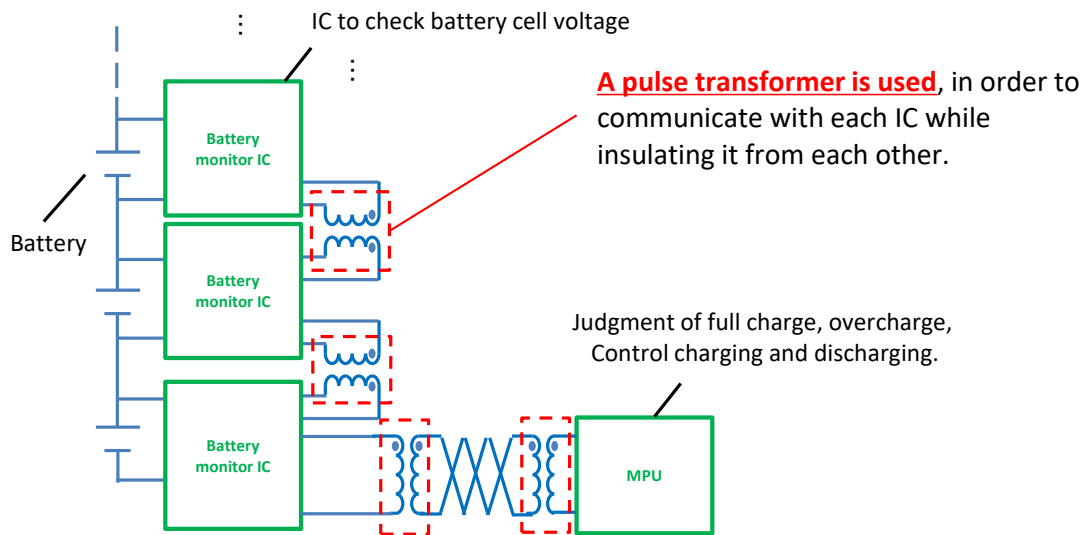 ⋮
IC to check battery cell voltage
⋮
Battery
monitor IC
A pulse transformer is used, in order to
communicate with each IC while
insulating it from each other.
Battery
Battery
monitor IC
Judgment of full charge, overcharge,
Control charging and discharging.
Battery
monitor IC
MPU